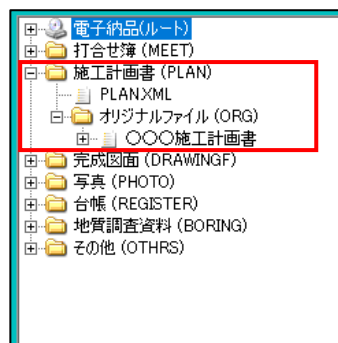 電子納品(ルート)
打合せ簿 (MEET)
施工計画書 (PLAN)
PLAN.XML
オリジナルファイル (ORG)
〇〇〇施工計画書
完成図面 (DRAWINGF)
写真 (PHOTO)
台帳 (REGISTER)
地質調査資料 (BORING)
その他 (OTHRS)